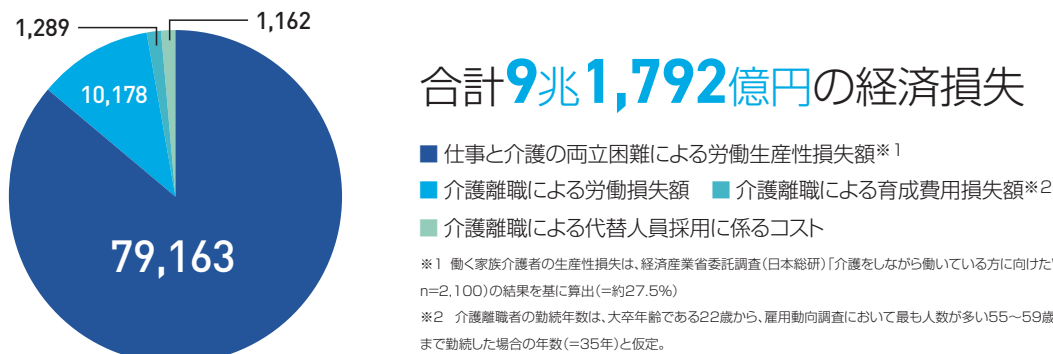 1,289
1,162
10,178
79,163
合計9兆1,792億円の経済損失
■仕事と介護の両立困難による労働生産性損失額※1
■介護離職による労働損失額 ■介護離職による育成費用損失額※2
■介護離職による代替人員採用に係るコスト
※1 働く家族介護者の生産性損失は、経済産業省委託調査(日本総研)「介護をしながら働いている方に向けた
n=2,100)の結果を基に算出(=約27.5%)
※2 介護離職者の勤続年数は、大卒年齢である22歳から、雇用動向調査において最も人数が多い55～59歳
まで勤続した場合の年数(=35年)と仮定。